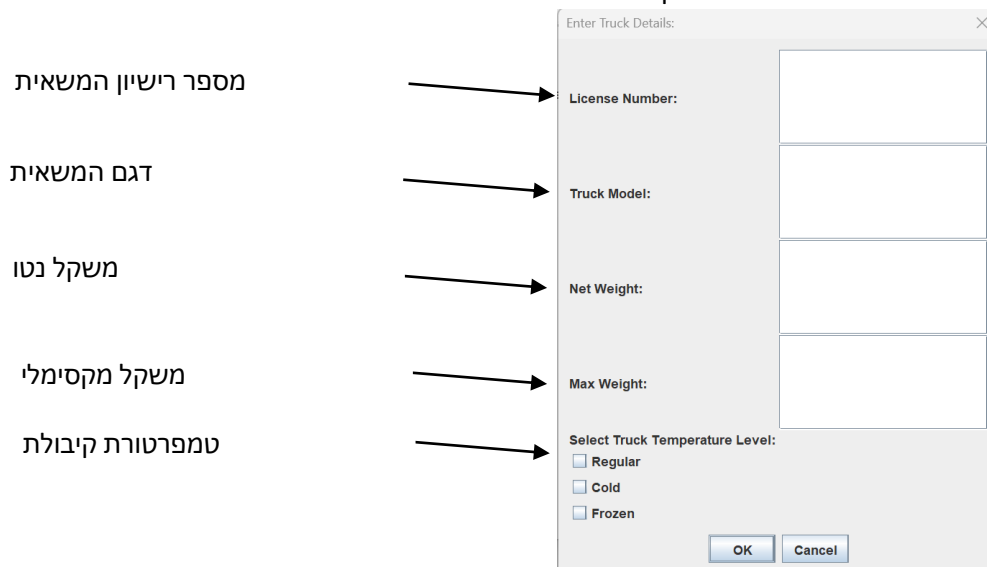 Enter Truck Details:
מספר רישיון המשאית
License Number:
דגם המשאית
Truck Model:
משקל נטו
Net Weight:
משקל מקסימלי
Max Weight:
טמפרטורת קיבולת
Select Truck Temperature Level:
Regular
Cold
Frozen
OK
Cancel